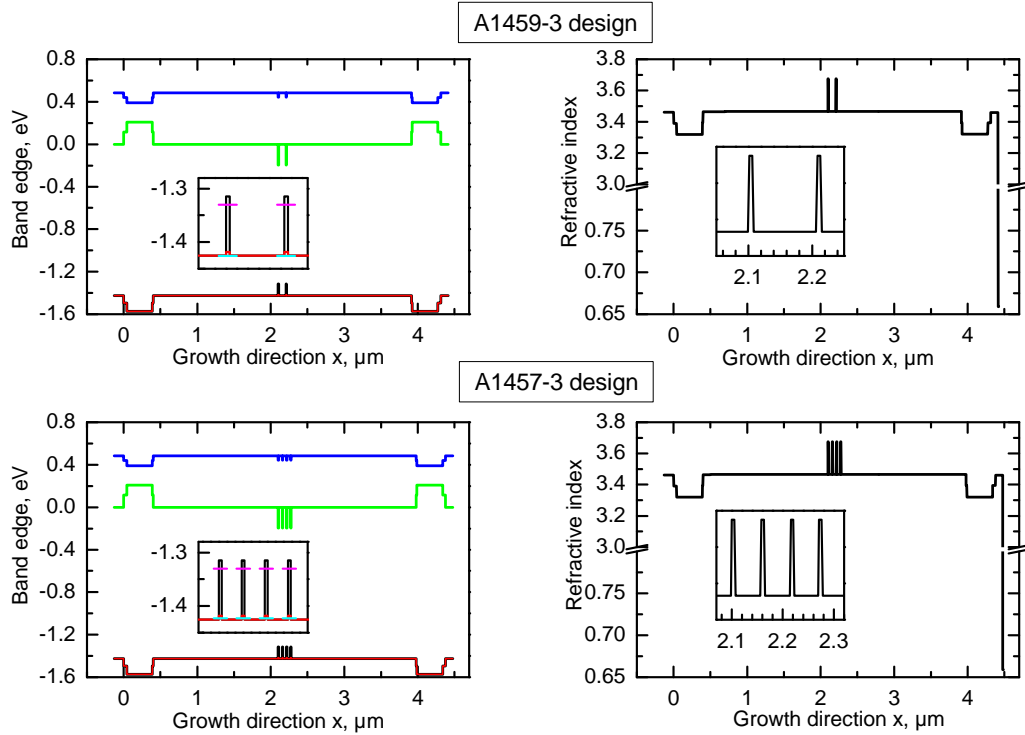 A1459-3 design
Band edge, eV
0.8
0.4
0.0
-0.4
-0.8
-1.2
-1.6
-1.3
-1.4
0 1 2 3 4
Growth direction x, µm
Refractive index
3.8
3.6
3.4
3.2
3.0
0.75
0.70
0.65
2.1 2.2
0 1 2 3 4
Growth direction x, µm
A1457-3 design
Band edge, eV
0.8
0.4
0.0
-0.4
-0.8
-1.2
-1.6
-1.3
-1.4
0 1 2 3 4
Growth direction x, µm
Refractive index
3.8
3.6
3.4
3.2
3.0
0.75
0.70
0.65
2.1 2.2 2.3
0 1 2 3 4
Growth direction x, µm